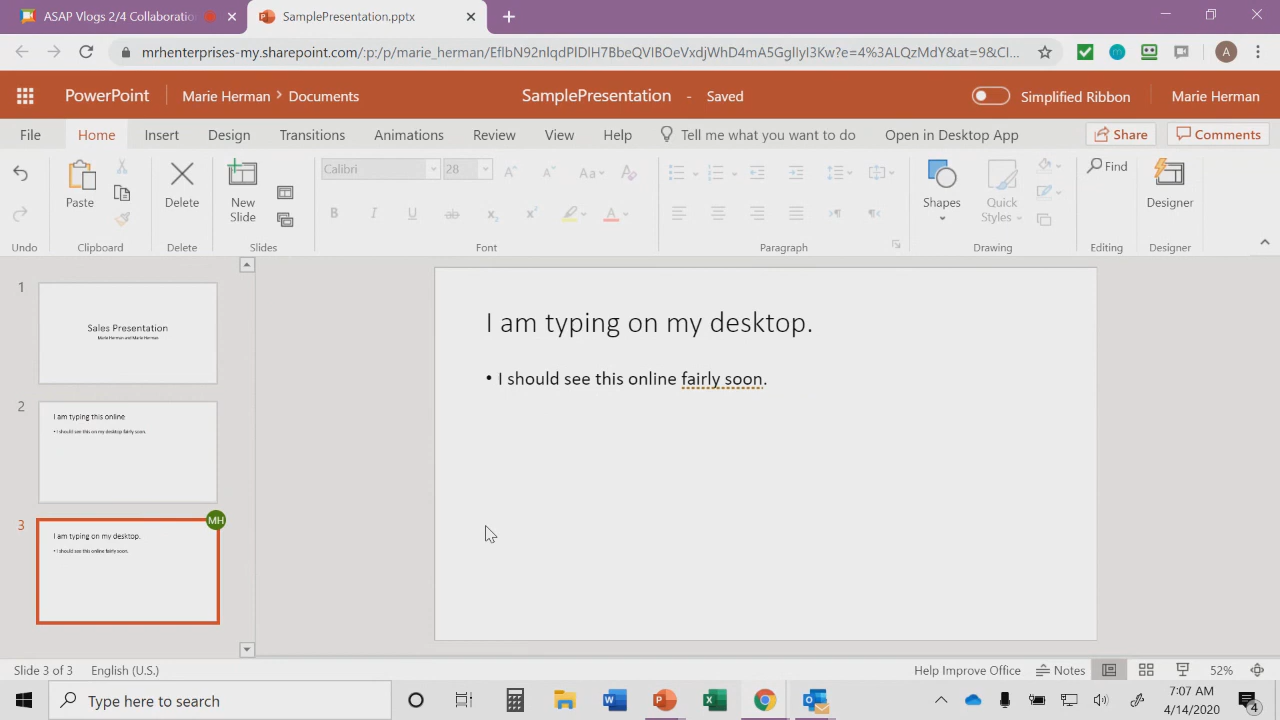 ASAP Vlogs 2/4 Collaboratio
SamplePresentation.pptx
mrhenterprises-my.sharepoint.com/:p:/p/marie_herman/
PowerPoint Marie Herman > Documents SamplePresentation - Saved Simplified Ribbon Marie Herman
File Home Insert Design Transitions Animations Review View Help Tell me what you want to do Open in Desktop App Share Comments
A
Calibri 28 Aa
Find
Paste Delete New Slide Shapes Quick Styles Designer
Undo Clipboard Delete Slides Font Paragraph Drawing Editing Designer
1
Sales Presentation
Marie Herman and Marie Herman
2
I am typing this online
• I should see this on my desktop fairly soon.
3
MH
I am typing on my desktop.
• I should see this online fairly soon.
I am typing on my desktop.
• I should see this online fairly soon.
Slide 3 of 3 English (U.S.) Help Improve Office Notes 52%
Type here to search
7:07 AM
4/14/2020
4